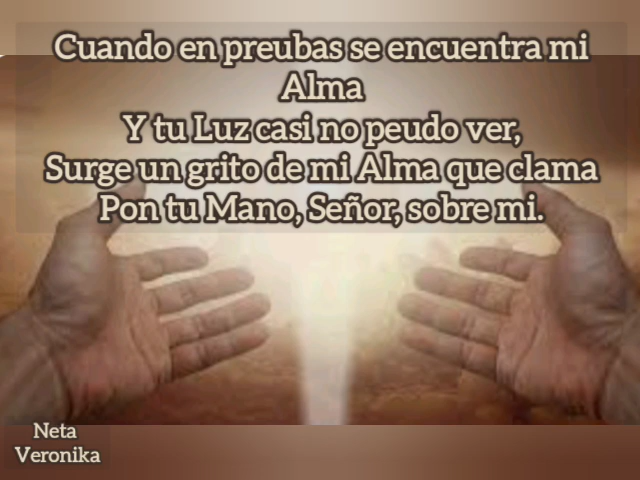 Cuando en preubas se encuentra mi
Alma
Y tu Luz casi no peudo ver,
Surge un grito de mi Alma que clama
Pon tu Mano, Señor, sobre mi.
Neta
Veronika